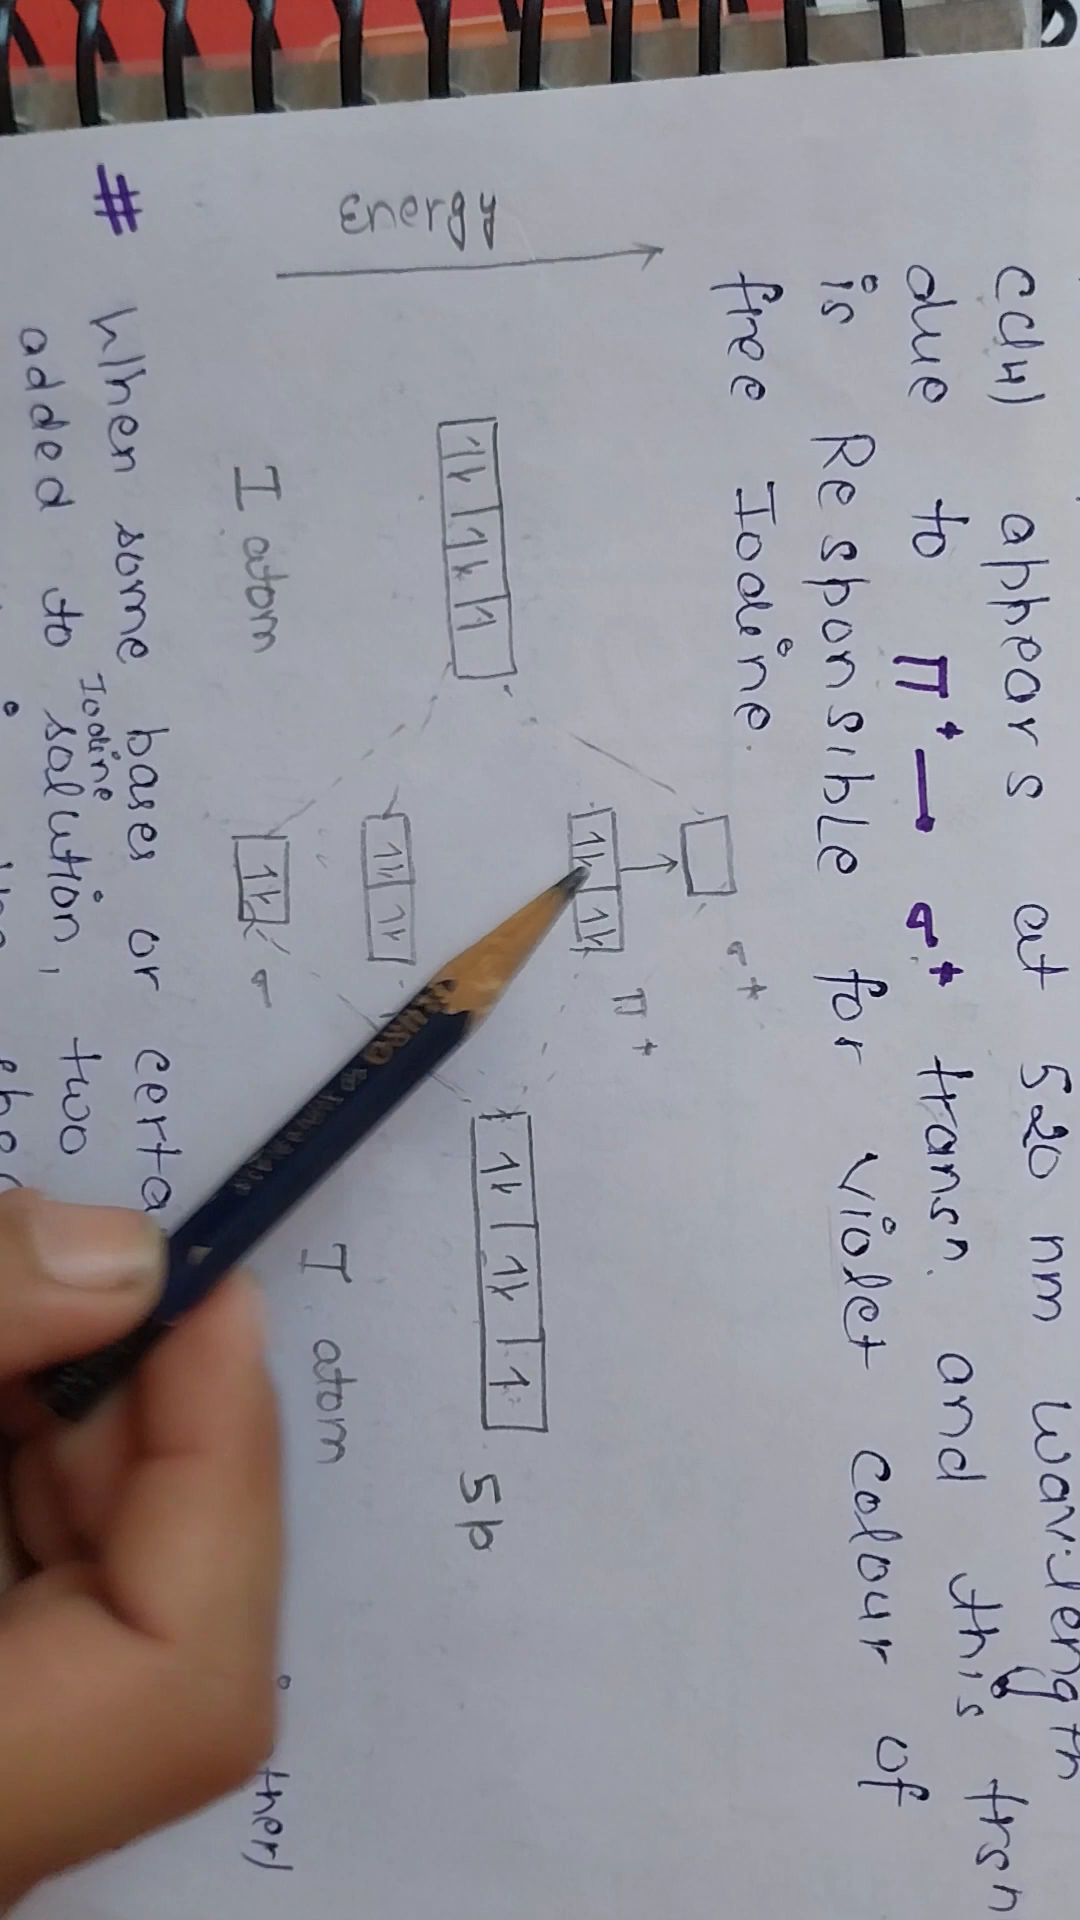 ccl4) appears at 520 nm wavelength
due to π* — σ* transn. and this trsn
is Responsible for violet colour of
free Iodine.
Energy
σ*
π*
σ
I atom
I atom
5p
# When some bases or
Iodine
added to solution, two